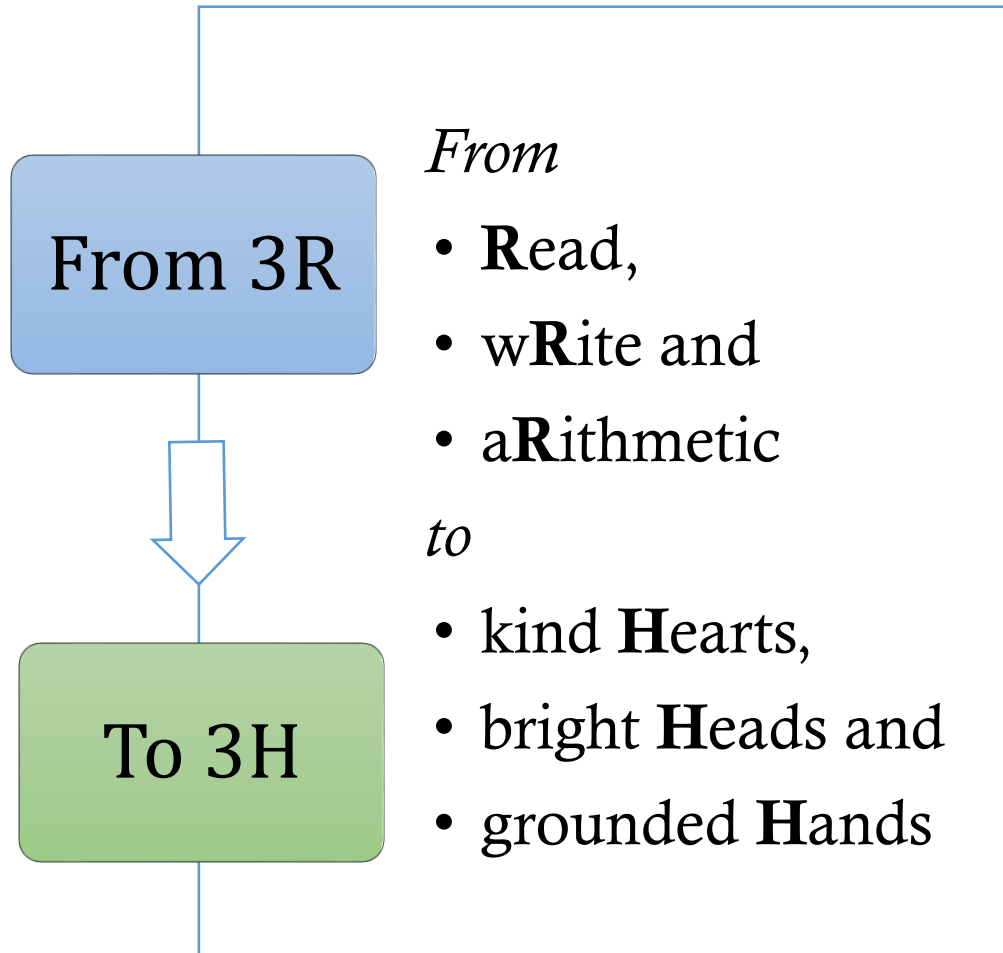 From 3R
From
• Read,
• wRite and
• aRithmetic
to
• kind Hearts,
• bright Heads and
• grounded Hands
To 3H